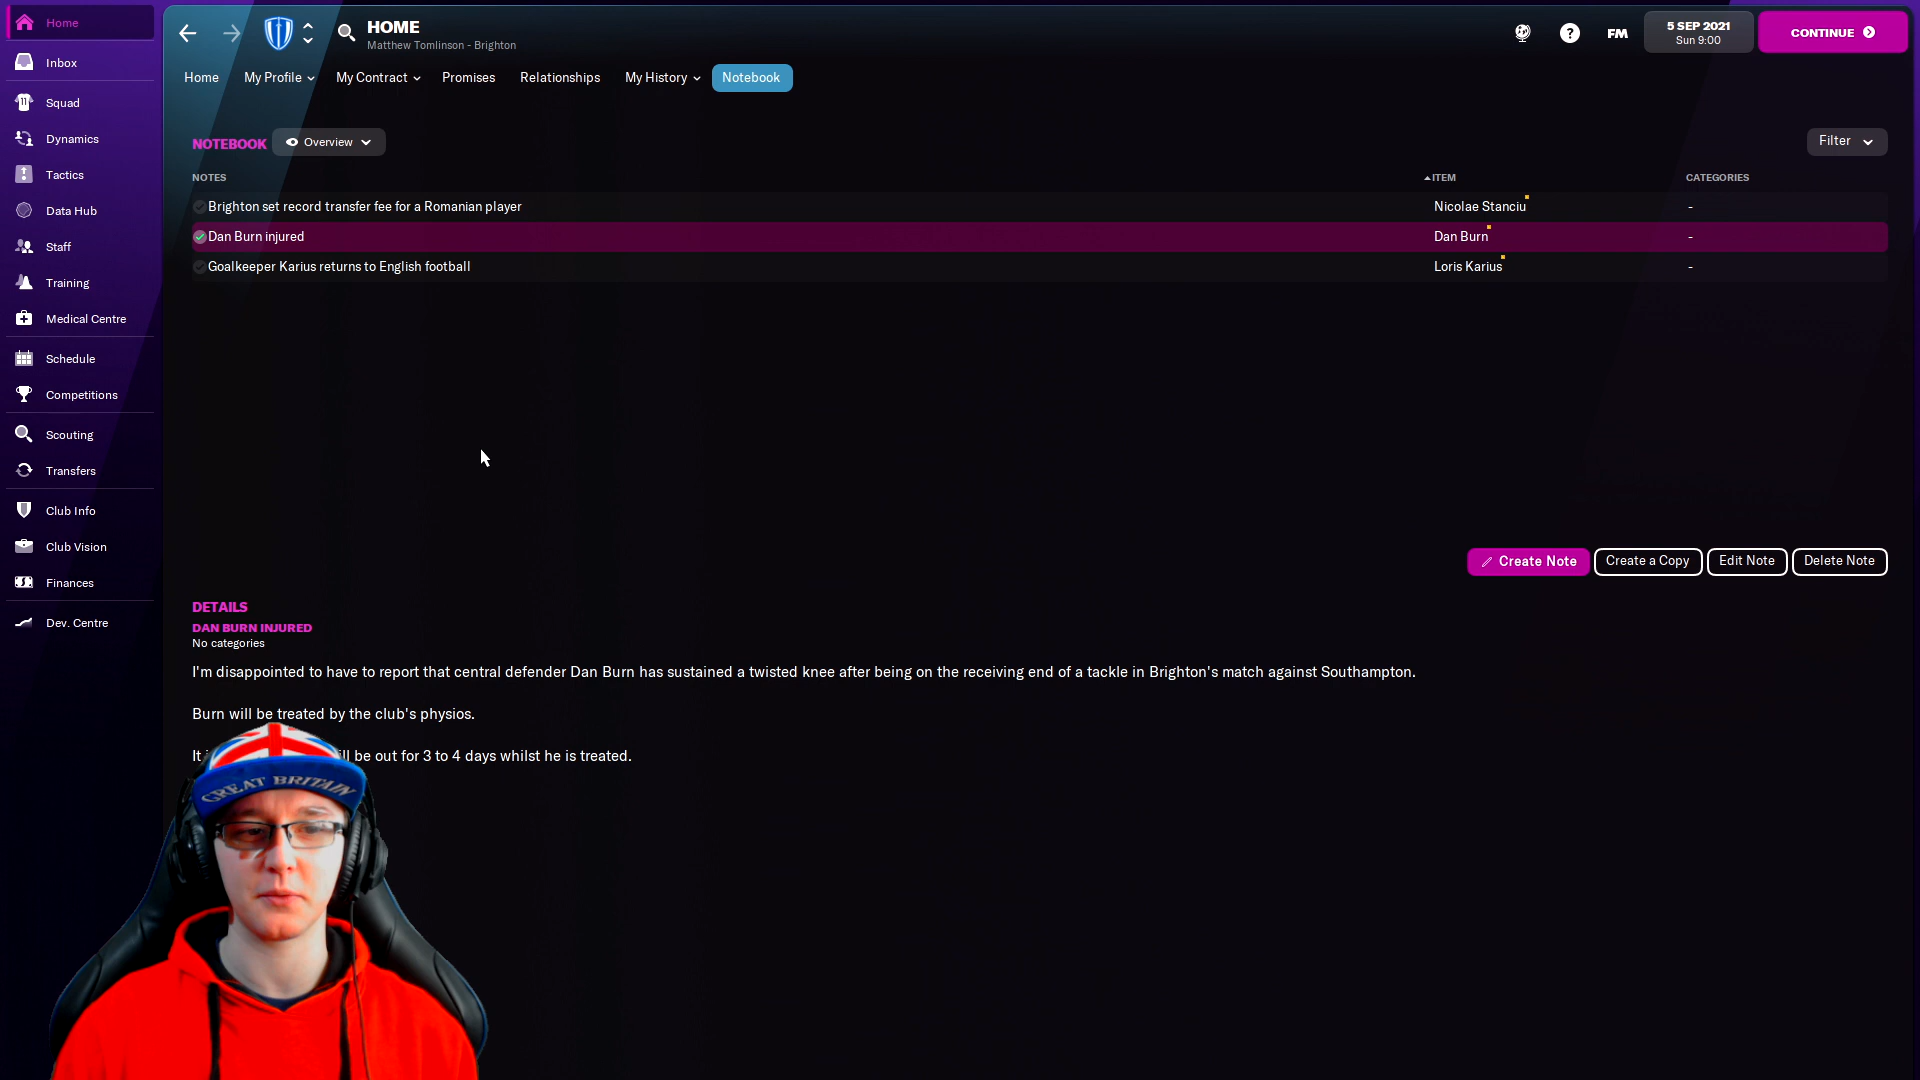 Home
Inbox
Squad
Dynamics
Tactics
Data Hub
Staff
Training
Medical Centre
Schedule
Competitions
Scouting
Transfers
Club Info
Club Vision
Finances
Dev. Centre
HOME
Matthew Tomlinson - Brighton
FM
5 SEP 2021
Sun 9:00
CONTINUE
Home My Profile My Contract Promises Relationships My History Notebook
NOTEBOOK Overview Filter
NOTES ITEM CATEGORIES
Brighton set record transfer fee for a Romanian player Nicolae Stanciu -
Dan Burn injured Dan Burn -
Goalkeeper Karius returns to English football Loris Karius -
Create Note Create a Copy Edit Note Delete Note
DETAILS
DAN BURN INJURED
No categories
I'm disappointed to have to report that central defender Dan Burn has sustained a twisted knee after being on the receiving end of a tackle in Brighton's match against Southampton.
Burn will be treated by the club's physios.
It ll be out for 3 to 4 days whilst he is treated.
GREAT BRITAIN